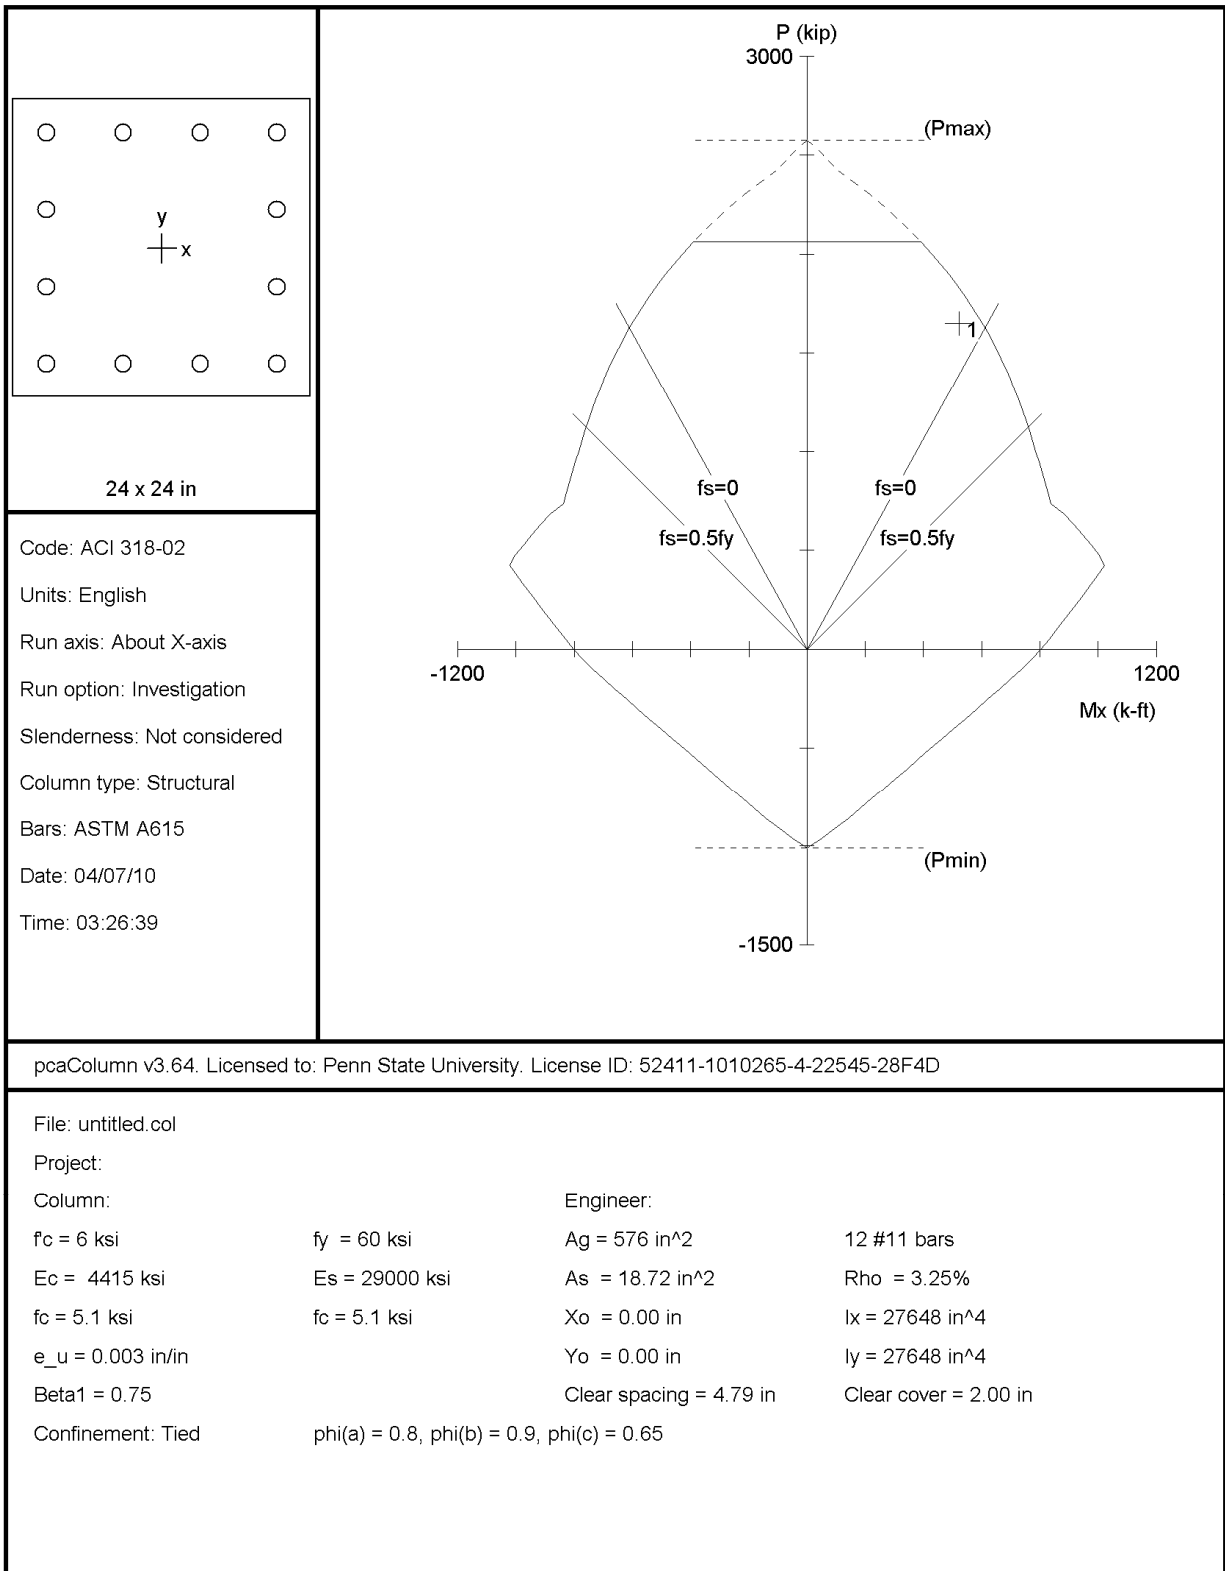 y
x
24 x 24 in
Code: ACI 318-02
Units: English
Run axis: About X-axis
Run option: Investigation
Slenderness: Not considered
Column type: Structural
Bars: ASTM A615
Date: 04/07/10
Time: 03:26:39
P (kip)
3000
(Pmax)
1
fs=0
fs=0
fs=0.5fy
fs=0.5fy
-1200
1200
Mx (k-ft)
(Pmin)
-1500
pcaColumn v3.64. Licensed to: Penn State University. License ID: 52411-1010265-4-22545-28F4D
File: untitled.col
Project:
Column:
Engineer:
f'c = 6 ksi
fy = 60 ksi
Ag = 576 in^2
12 #11 bars
Ec = 4415 ksi
Es = 29000 ksi
As = 18.72 in^2
Rho = 3.25%
fc = 5.1 ksi
fc = 5.1 ksi
Xo = 0.00 in
Ix = 27648 in^4
e_u = 0.003 in/in
Yo = 0.00 in
Iy = 27648 in^4
Beta1 = 0.75
Clear spacing = 4.79 in
Clear cover = 2.00 in
Confinement: Tied
phi(a) = 0.8, phi(b) = 0.9, phi(c) = 0.65